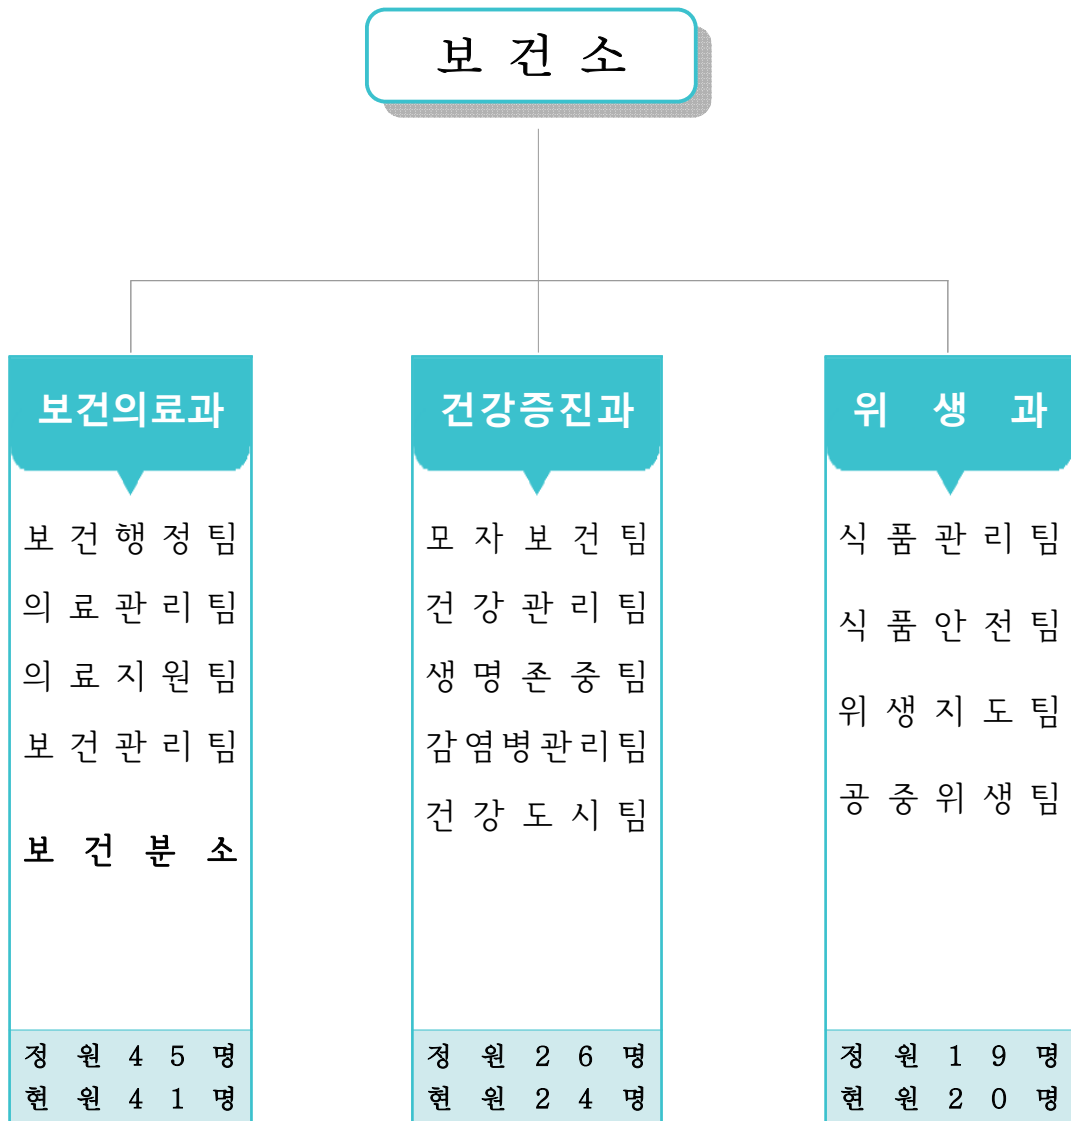 보 건 소
보건의료과
보 건 행 정 팀
의 료 관 리 팀
의 료 지 원 팀
보 건 관 리 팀
보 건 분 소
정 원 4 5 명
현 원 4 1 명
건강증진과
모 자 보 건 팀
건 강 관 리 팀
생 명 존 중 팀
감염병관리팀
건 강 도 시 팀
정 원 2 6 명
현 원 2 4 명
위 생 과
식 품 관 리 팀
식 품 안 전 팀
위 생 지 도 팀
공 중 위 생 팀
정 원 1 9 명
현 원 2 0 명